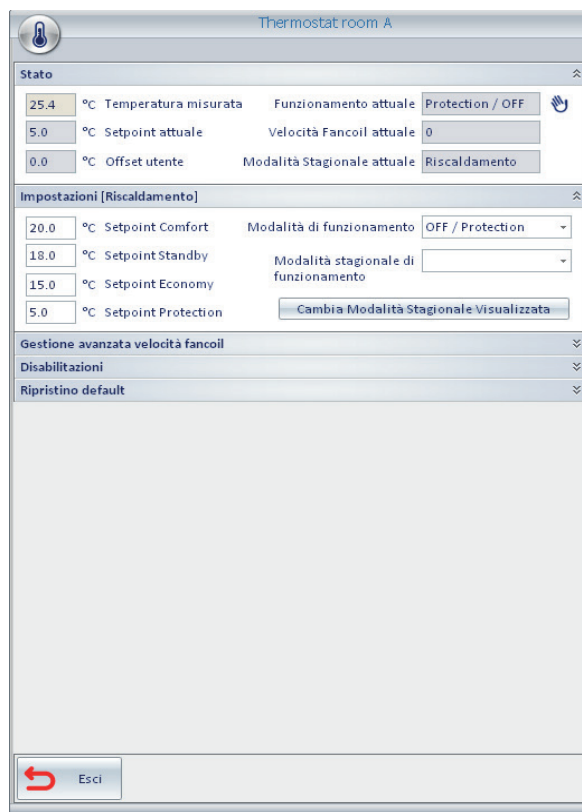 Thermostat room A
Stato
25.4 °C Temperatura misurata Funzionamento attuale Protection / OFF
5.0 °C Setpoint attuale Velocità Fancoil attuale 0
0.0 °C Offset utente Modalità Stagionale attuale Riscaldamento
Impostazioni [Riscaldamento]
20.0 °C Setpoint Comfort Modalità di funzionamento OFF / Protection
18.0 °C Setpoint Standby Modalità stagionale di
15.0 °C Setpoint Economy funzionamento
5.0 °C Setpoint Protection Cambia Modalità Stagionale Visualizzata
Gestione avanzata velocità fancoil
Disabilitazioni
Ripristino default
Esci